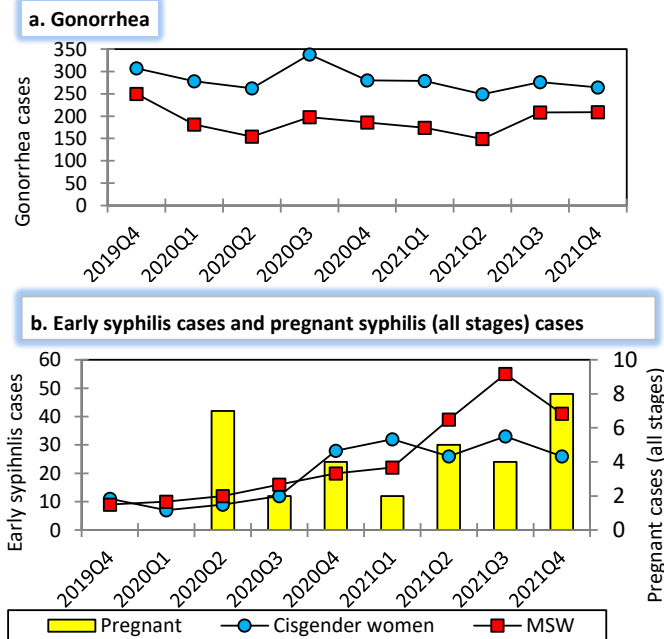 a. Gonorrhea
350
300
250
200
150
100
50
0
Gonorrhea cases
2019Q4 2020Q1 2020Q2 2020Q3 2020Q4 2021Q1 2021Q2 2021Q3 2021Q4
b. Early syphilis cases and pregnant syphilis (all stages) cases
60
50
40
30
20
10
0
Early sypihnilis cases
10
8
6
4
2
0
Pregnant cases (all stages)
2019Q4 2020Q1 2020Q2 2020Q3 2020Q4 2021Q1 2021Q2 2021Q3 2021Q4
Pregnant Cisgender women MSW